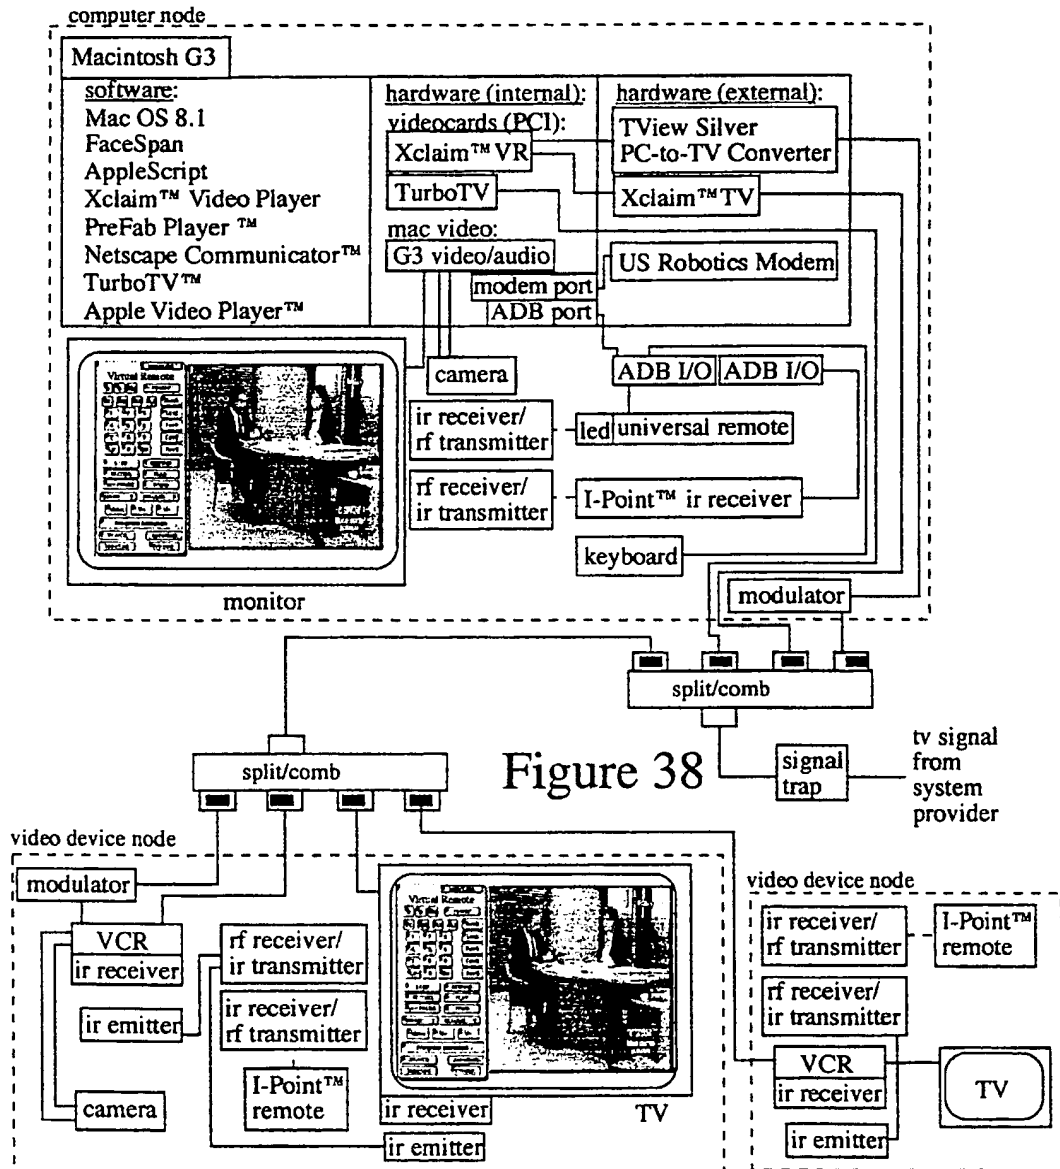 computer node
Macintosh G3
software:
Mac OS 8.1
FaceSpan
AppleScript
Xclaim™ Video Player
PreFab Player ™
Netscape Communicator™
TurboTV™
Apple Video Player™
hardware (internal):
videocards (PCI):
Xclaim™ VR
TurboTV
mac video:
G3 video/audio
modem port
ADB port
hardware (external):
TView Silver
PC-to-TV Converter
Xclaim™ TV
US Robotics Modem
ADB I/O
ADB I/O
camera
ir receiver/
rf transmitter
led
universal remote
rf receiver/
ir transmitter
I-Point™ ir receiver
keyboard
modulator
Virtual Remote
monitor
split/comb
signal
trap
tv signal
from
system
provider
Figure 38
split/comb
video device node
modulator
VCR
ir receiver
ir emitter
camera
rf receiver/
ir transmitter
ir receiver/
rf transmitter
I-Point™
remote
Virtual Remote
ir receiver
TV
ir emitter
video device node
ir receiver/
rf transmitter
I-Point™
remote
rf receiver/
ir transmitter
VCR
ir receiver
ir emitter
TV